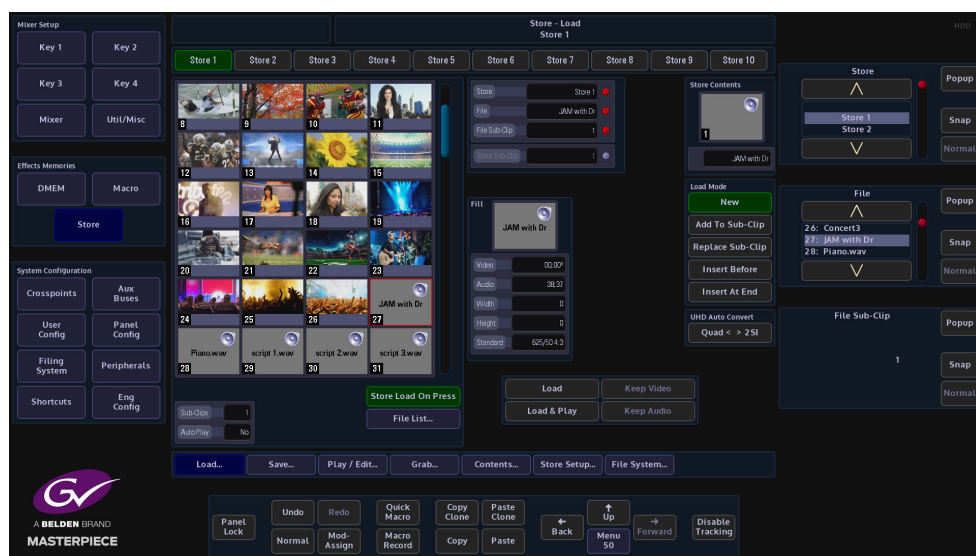 Mixer Setup
Key 1
Key 2
Key 3
Key 4
Mixer
Util/Misc
Effects Memories
DMEM
Macro
Store
System Configuration
Crosspoints
Aux
Buses
User
Config
Panel
Config
Filing
System
Peripherals
Shortcuts
Eng
Config
GV
A BELDEN BRAND
MASTERPIECE
Store - Load
Store 1
Store 1
Store 2
Store 3
Store 4
Store 5
Store 6
Store 7
Store 8
Store 9
Store 10
8
9
10
11
12
13
14
15
16
17
18
19
20
21
22
23
JAM with Dr
24
25
26
27
Piano.wav
script 1.wav
script 2.wav
script 3.wav
28
29
30
31
Sub-Clips
1
Auto Play
No
Store Load On Press
File List...
Store
Store 1
File
JAM with Dr
File Sub-Clip
1
Store Sub Clip
1
Fill
JAM with Dr
Video
00:00*
Audio
38:37
Width
0
Height
0
Standard
625/50 4:3
Store Contents
1
JAM with Dr
Load Mode
New
Add To Sub-Clip
Replace Sub-Clip
Insert Before
Insert At End
UHD Auto Convert
Quad < > 2SI
Load
Keep Video
Load & Play
Keep Audio
Load...
Save...
Play / Edit...
Grab...
Contents...
Store Setup...
File System...
HDD
Store
Store 1
Store 2
Popup
Snap
Normal
File
26: Concert3
27: JAM with Dr
28: Piano.wav
Popup
Snap
Normal
File Sub-Clip
1
Popup
Snap
Normal
Panel
Lock
Undo
Redo
Normal
Mod-
Assign
Quick
Macro
Macro
Record
Copy
Clone
Paste
Clone
Copy
Paste
Back
Up
Menu
50
Forward
Disable
Tracking